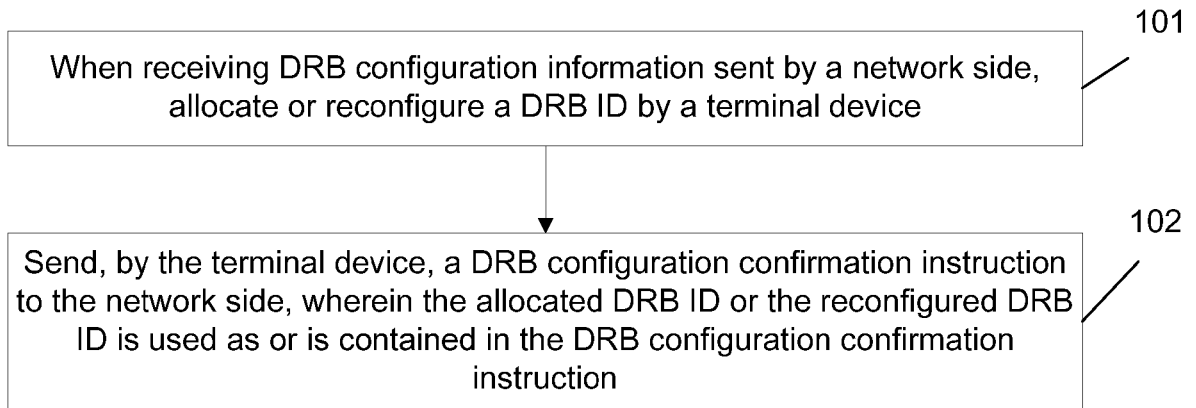 101
When receiving DRB configuration information sent by a network side,
allocate or reconfigure a DRB ID by a terminal device
102
Send, by the terminal device, a DRB configuration confirmation instruction
to the network side, wherein the allocated DRB ID or the reconfigured DRB
ID is used as or is contained in the DRB configuration confirmation
instruction